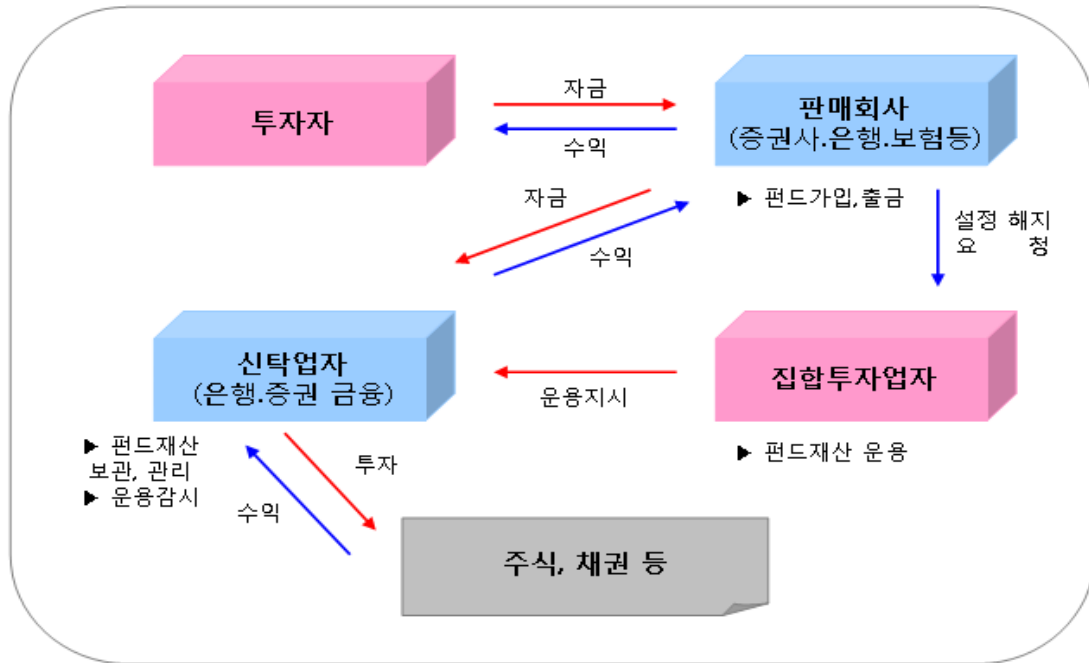 투자자
자금
수익
판매회사
(증권사.은행.보험등)
▶ 펀드가입,출금
자금
수익
설정 해지
요 청
신탁업자
(은행.증권 금융)
▶ 펀드재산
보관, 관리
▶ 운용감시
운용지시
집합투자업자
▶ 펀드재산 운용
투자
수익
주식, 채권 등